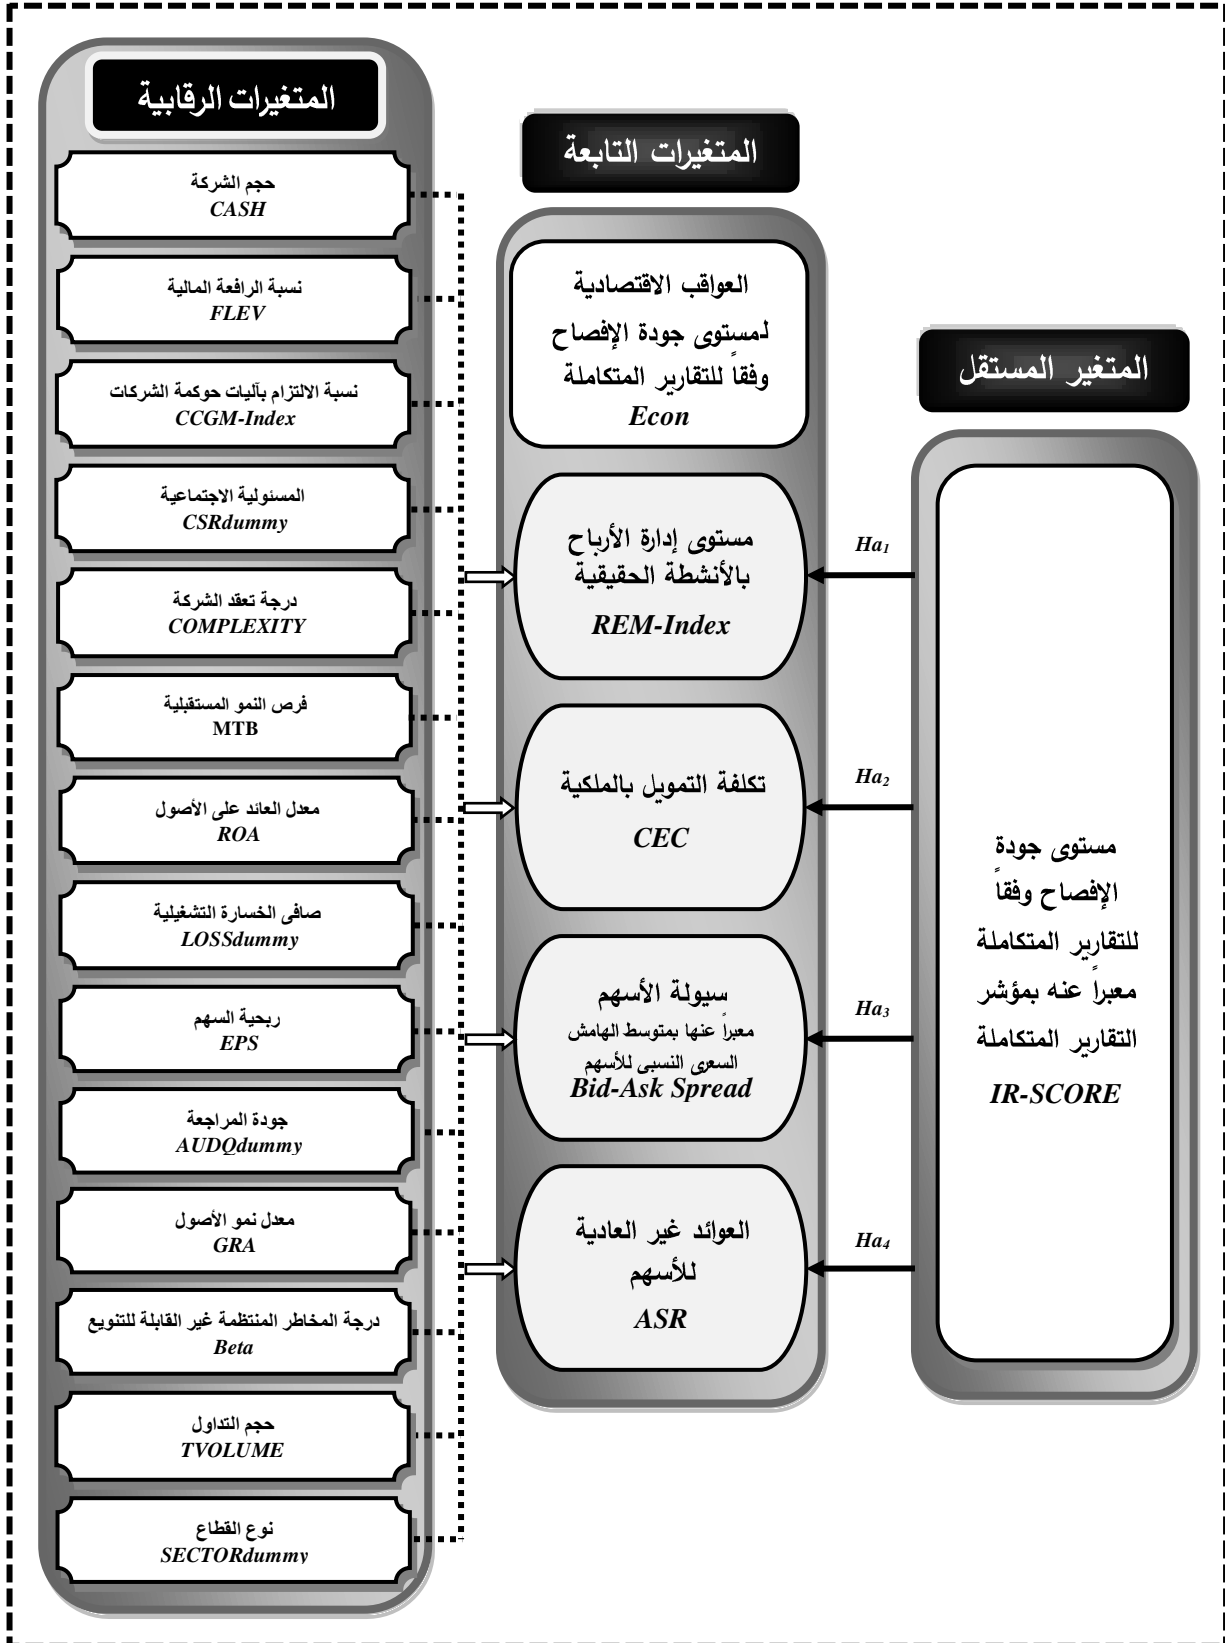 المتغير المستقل
مستوى جودة
الإفصاح وفقاً
للتقارير المتكاملة
معبراً عنه بمؤشر
التقارير المتكاملة
IR-SCORE
Ha1
Ha2
Ha3
Ha4
المتغيرات التابعة
العواقب الاقتصادية
لمستوى جودة الإفصاح
وفقاً للتقارير المتكاملة
Econ
مستوى إدارة الأرباح
بالأنشطة الحقيقية
REM-Index
تكلفة التمويل بالملكية
CEC
سيولة الأسهم
معبراً عنها بمتوسط الهامش
السعرى النسبى للأسهم
Bid-Ask Spread
العوائد غير العادية
للأسهم
ASR
المتغيرات الرقابية
حجم الشركة
CASH
نسبة الرافعة المالية
FLEV
نسبة الالتزام بآليات حوكمة الشركات
CCGM-Index
المسئولية الاجتماعية
CSRdummy
درجة تعقد الشركة
COMPLEXITY
فرص النمو المستقبلية
MTB
معدل العائد على الأصول
ROA
صافى الخسارة التشغيلية
LOSSdummy
ربحية السهم
EPS
جودة المراجعة
AUDQdummy
معدل نمو الأصول
GRA
درجة المخاطر المنتظمة غير القابلة للتنويع
Beta
حجم التداول
TVOLUME
نوع القطاع
SECTORdummy